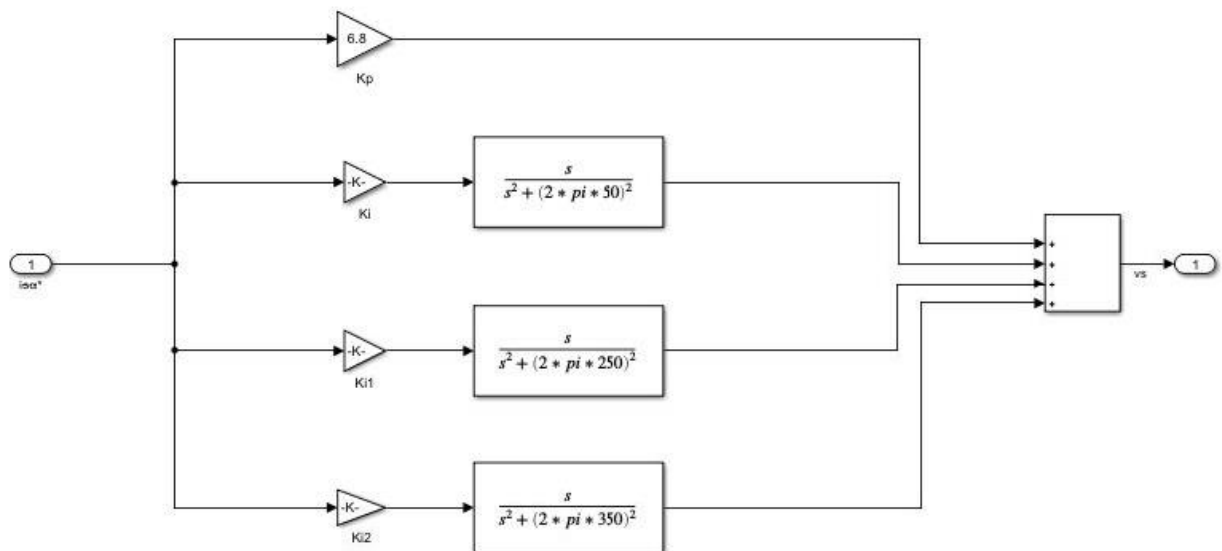 6.8
Kp
-K-
s
s² + (2 * pi * 50)²
Ki
1
isα*
+
+
+
+
vs
1
-K-
s
s² + (2 * pi * 250)²
Ki1
-K-
s
s² + (2 * pi * 350)²
Ki2